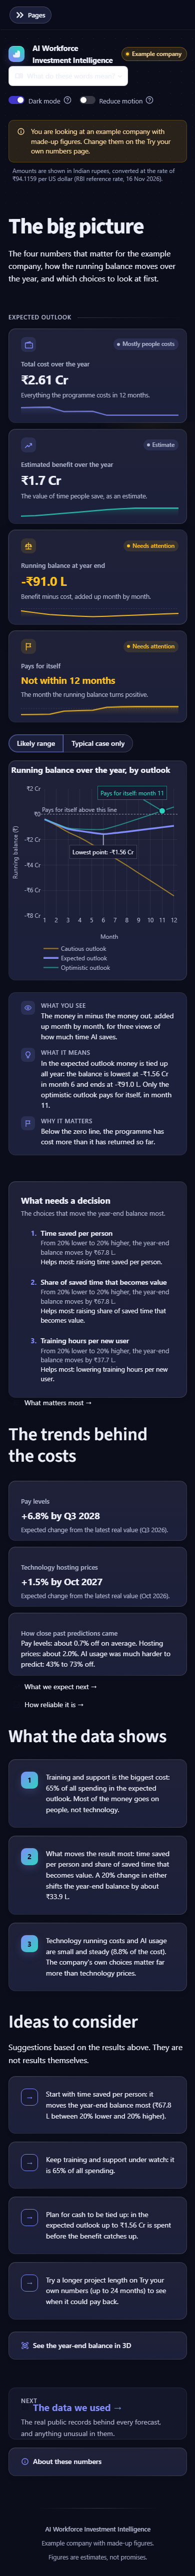 Pages
AI Workforce
Investment Intelligence
Example company
Dark mode
Reduce motion
You are looking at an example company with
made-up figures. Change them on the Try your
own numbers page.
Amounts are shown in Indian rupees, converted at the rate of
₹94.1159 per US dollar (RBI reference rate, 16 Nov 2026).
The big picture
The four numbers that matter for the example
company, how the running balance moves over
the year, and which choices to look at first.
EXPECTED OUTLOOK
Mostly people costs
Total cost over the year
₹2.61 Cr
Everything the programme costs in 12 months.
Estimate
Estimated benefit over the year
₹1.7 Cr
The value of time people save, as an estimate.
Needs attention
Running balance at year end
-₹91.0 L
Benefit minus cost, added up month by month.
Needs attention
Pays for itself
Not within 12 months
The month the running balance turns positive.
Likely range
Typical case only
Running balance over the year, by outlook
Pays for itself: month 11
₹2 Cr
Pays for itself above this line
₹0
-₹2 Cr
Lowest point: -₹1.56 Cr
-₹4 Cr
-₹6 Cr
-₹8 Cr
Running balance (₹)
1 2 3 4 5 6 7 8 9 10 11 12
Month
Cautious outlook
Expected outlook
Optimistic outlook
WHAT YOU SEE
The money in minus the money out, added
up month by month, for three views of
how much time AI saves.
WHAT IT MEANS
In the expected outlook money is tied up
all year: the balance is lowest at -₹1.56 Cr
in month 6 and ends at -₹91.0 L. Only the
optimistic outlook pays for itself, in month
11.
WHY IT MATTERS
Below the zero line, the programme has
cost more than it has returned so far.
What needs a decision
The choices that move the year-end balance most.
1. Time saved per person
From 20% lower to 20% higher, the year-end
balance moves by ₹67.8 L.
Helps most: raising time saved per person.
2. Share of saved time that becomes value
From 20% lower to 20% higher, the year-end
balance moves by ₹67.8 L.
Helps most: raising share of saved time that
becomes value.
3. Training hours per new user
From 20% lower to 20% higher, the year-end
balance moves by ₹37.7 L.
Helps most: lowering training hours per new
user.
What matters most →
The trends behind
the costs
Pay levels
+6.8% by Q3 2028
Expected change from the latest real value (Q3 2026).
Technology hosting prices
+1.5% by Oct 2027
Expected change from the latest real value (Oct 2026).
How close past predictions came
Pay levels: about 0.7% off on average. Hosting
prices: about 2.0%. AI usage was much harder to
predict: 43% to 73% off.
What we expect next →
How reliable it is →
What the data shows
1
Training and support is the biggest cost:
65% of all spending in the expected
outlook. Most of the money goes on
people, not technology.
2
What moves the result most: time saved
per person and share of saved time that
becomes value. A 20% change in either
shifts the year-end balance by about
₹33.9 L.
3
Technology running costs and AI usage
are small and steady (8.8% of the cost).
The company's own choices matter far
more than technology prices.
Ideas to consider
Suggestions based on the results above. They are
not results themselves.
→
Start with time saved per person: it
moves the year-end balance most (₹67.8
L between 20% lower and 20% higher).
→
Keep training and support under watch: it
is 65% of all spending.
→
Plan for cash to be tied up: in the
expected outlook up to ₹1.56 Cr is spent
before the benefit catches up.
→
Try a longer project length on Try your
own numbers (up to 24 months) to see
when it could pay back.
See the year-end balance in 3D
NEXT
The data we used →
The real public records behind every forecast,
and anything unusual in them.
About these numbers
AI Workforce Investment Intelligence
Example company with made-up figures.
Figures are estimates, not promises.